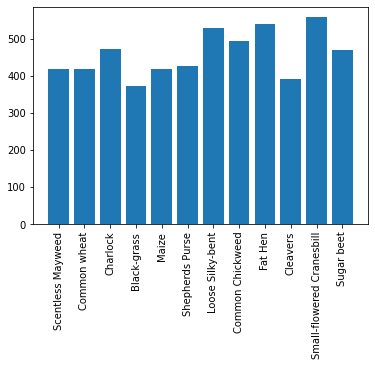 500
400
300
200
100
0
Scentless Mayweed
Common wheat
Charlock
Black-grass
Maize
Shepherds Purse
Loose Silky-bent
Common Chickweed
Fat Hen
Cleavers
Small-flowered Cranesbill
Sugar beet